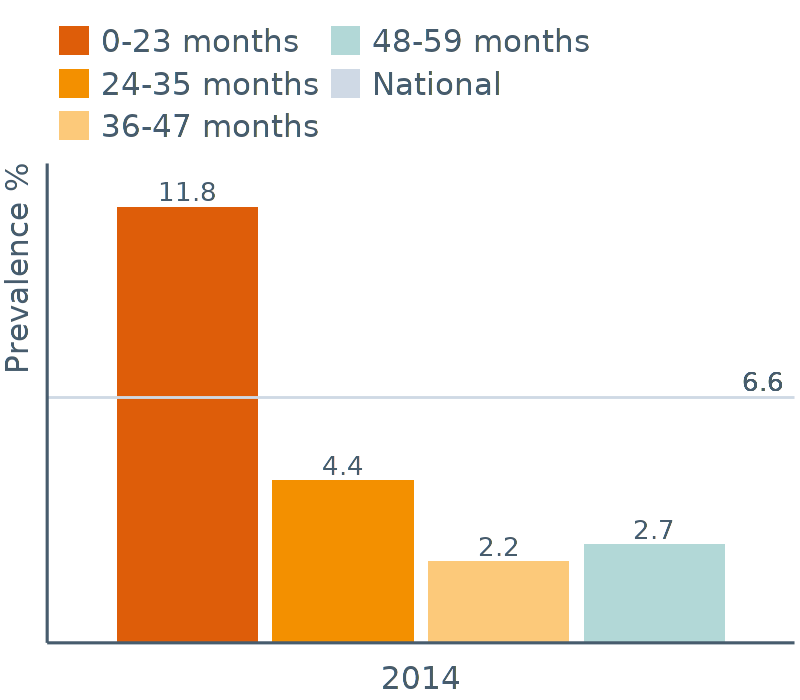 0-23 months 48-59 months
24-35 months National
36-47 months
Prevalence %
11.8
6.6
4.4
2.7
2.2
2014